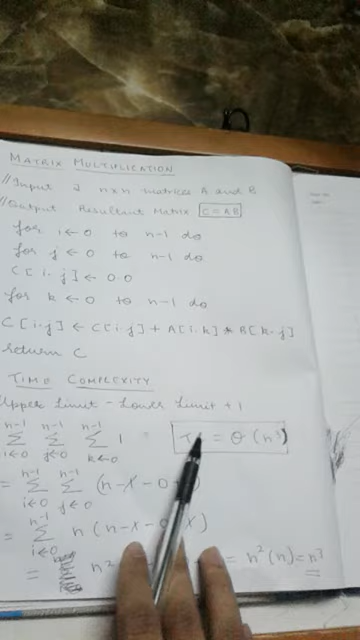 MATRIX MULTIPLICATION
// Input 2 n×n matrices A and B
// Output Resultant Matrix C = AB
for i ← 0 to n-1 do
for j ← 0 to n-1 do
C[i,j] ← 0.0
for k ← 0 to n-1 do
C[i,j] ← C[i,j] + A[i,k] * B[k,j]
return C
TIME COMPLEXITY
Upper Limit - Lower Limit + 1
n-1 Σ i←0 n-1 Σ j←0 n-1 Σ k←0 1 = θ(n³)
= n-1 Σ i←0 n-1 Σ j←0 (n-1-0
= n-1 Σ i←0 n(n-1-0
= n² = n²(n) = n³